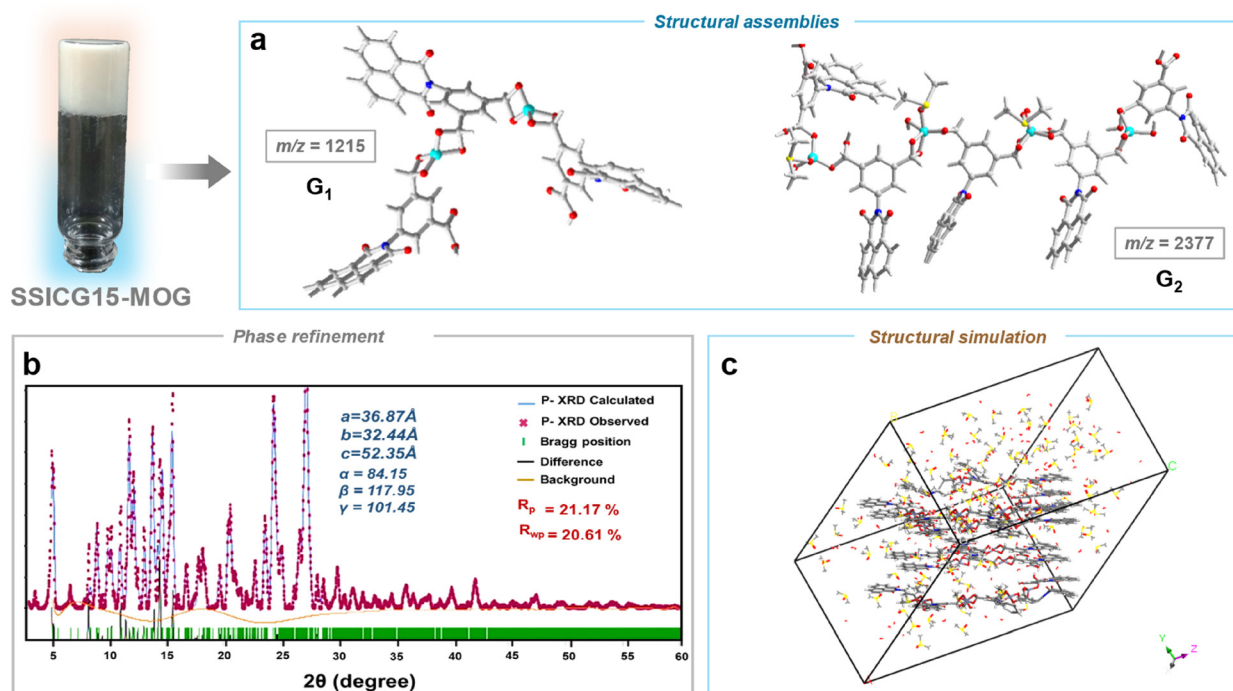 Structural assemblies
a
m/z = 1215
G1
m/z = 2377
G2
SSICG15-MOG
Phase refinement
b
a=36.87Å
b=32.44Å
c=52.35Å
α = 84.15
β = 117.95
γ = 101.45
P- XRD Calculated
P- XRD Observed
Bragg position
Difference
Background
Rp = 21.17 %
Rwp = 20.61 %
5 10 15 20 25 30 35 40 45 50 55 60
2θ (degree)
Structural simulation
c
C
Y
Z